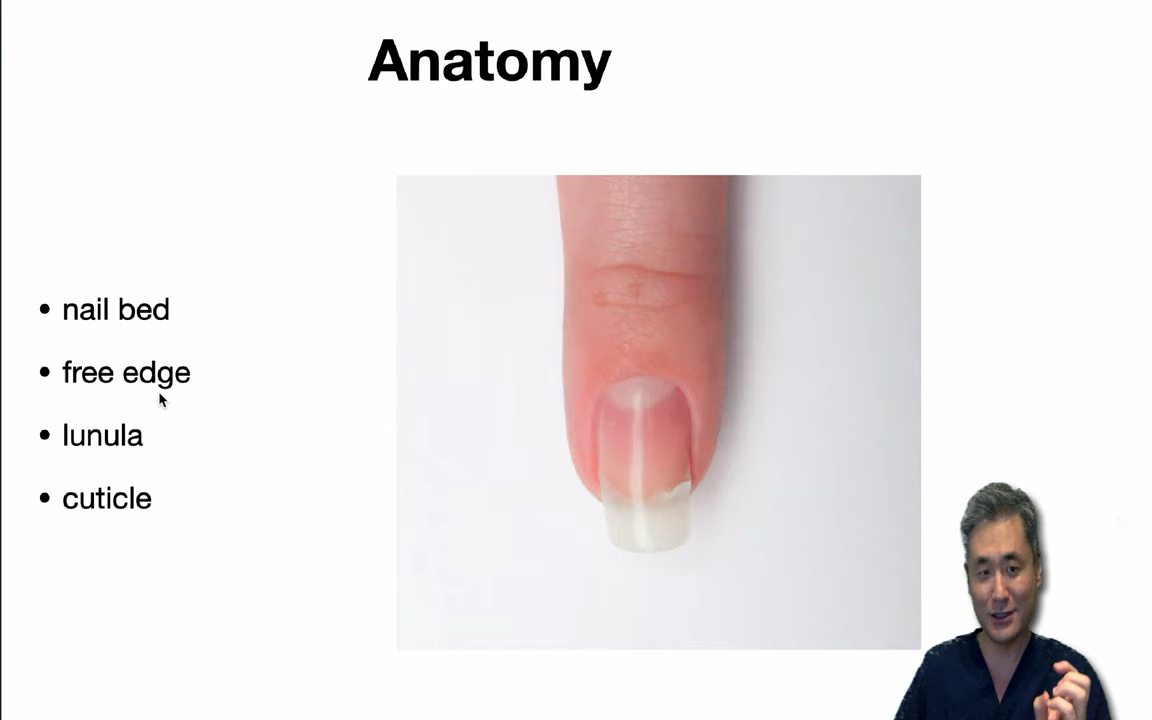 Anatomy
• nail bed
• free edge
• lunula
• cuticle